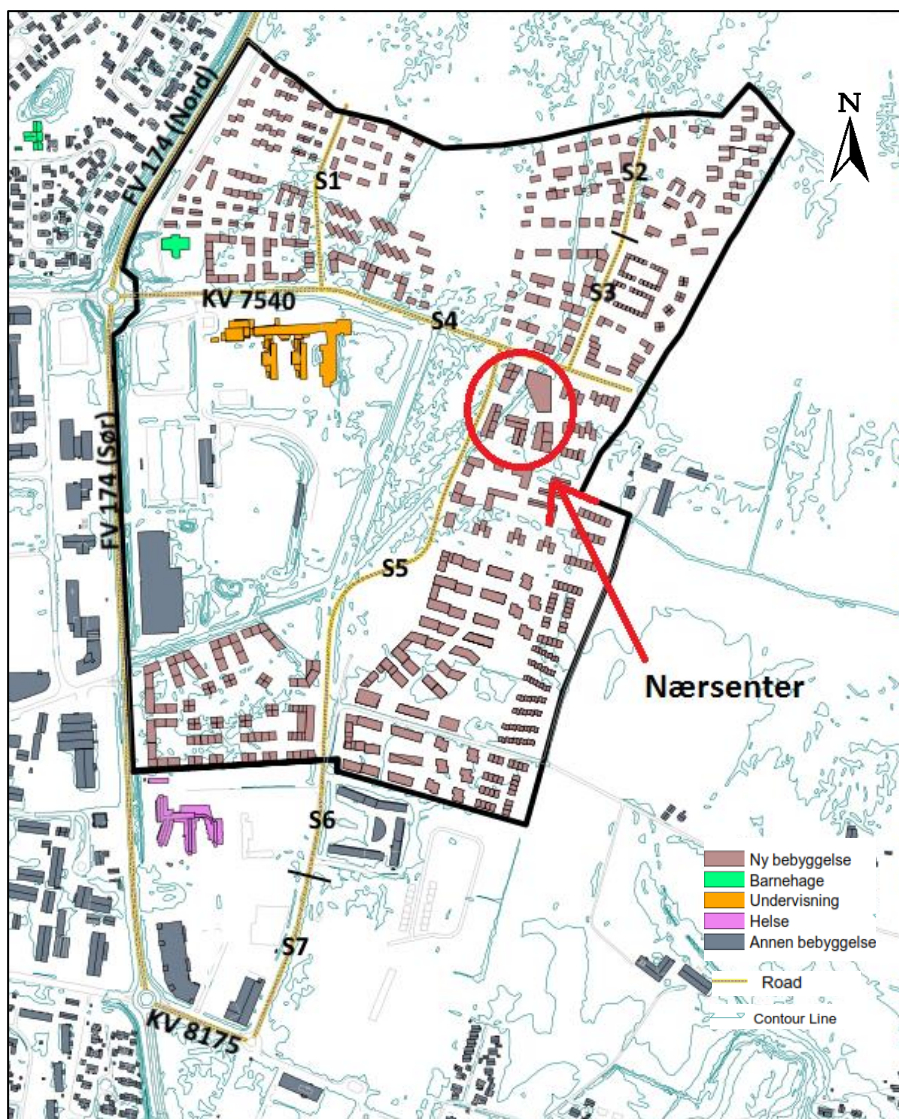 N
FV 174 (Nord)
S1
S2
S3
KV 7540
S4
FV 174 (Sør)
S5
Nærsenter
S6
S7
KV 8175
Ny bebyggelse
Barnehage
Undervisning
Helse
Annen bebyggelse
Road
Contour Line